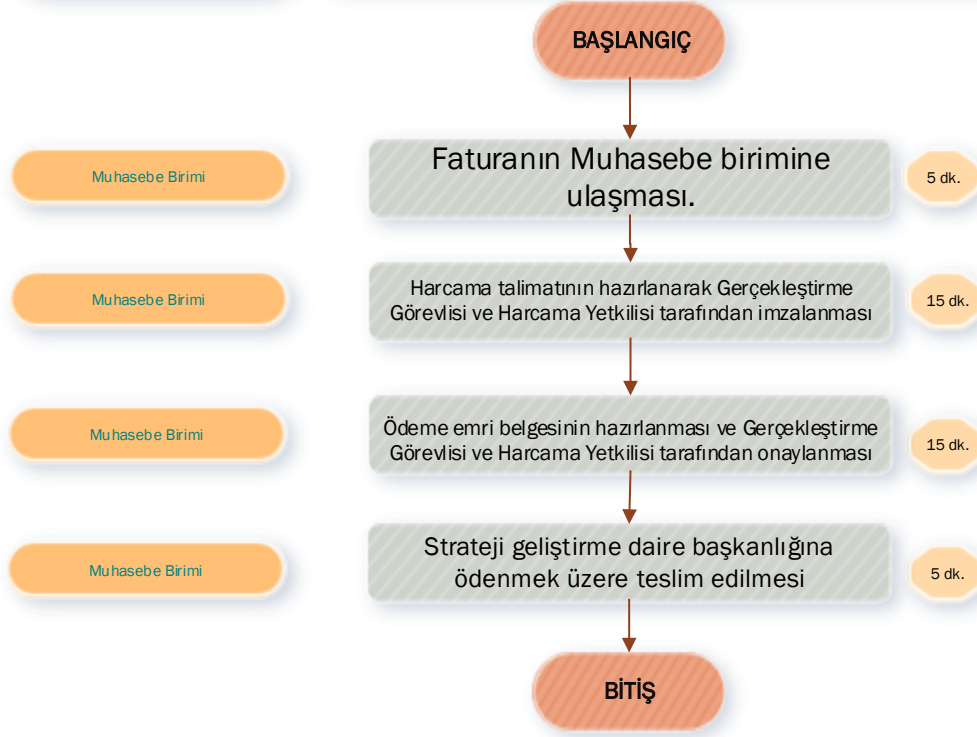 BAŞLANGIÇ
Muhasebe Birimi
Faturanın Muhasebe birimine
ulaşması.
5 dk.
Muhasebe Birimi
Harcama talimatının hazırlanarak Gerçekleştirme
Görevlisi ve Harcama Yetkilisi tarafından imzalanması
15 dk.
Muhasebe Birimi
Ödeme emri belgesinin hazırlanması ve Gerçekleştirme
Görevlisi ve Harcama Yetkilisi tarafından onaylanması
15 dk.
Muhasebe Birimi
Strateji geliştirme daire başkanlığına
ödenmek üzere teslim edilmesi
5 dk.
BİTİŞ